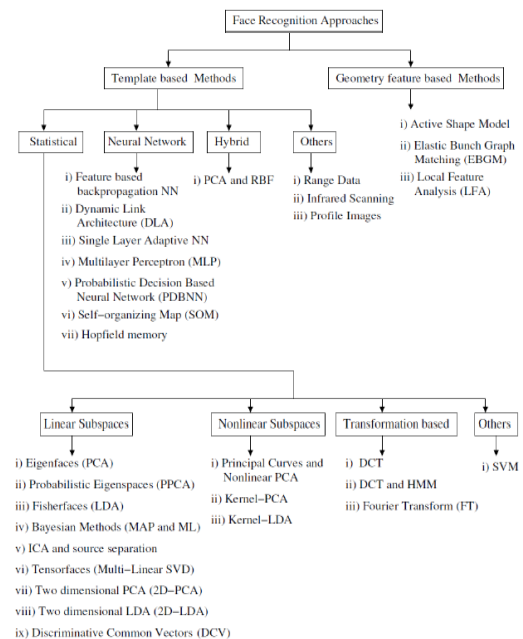 Face Recognition Approaches
Template based Methods
Geometry feature based Methods
Statistical
Neural Network
Hybrid
Others
i) Active Shape Model
ii) Elastic Bunch Graph
Matching (EBGM)
iii) Local Feature
Analysis (LFA)
i) Feature based
backpropagation NN
ii) Dynamic Link
Architecture (DLA)
iii) Single Layer Adaptive NN
iv) Multilayer Perceptron (MLP)
v) Probabilistic Decision Based
Neural Network (PDBNN)
vi) Self-organizing Map (SOM)
vii) Hopfield memory
i) PCA and RBF
i) Range Data
ii) Infrared Scanning
iii) Profile Images
Linear Subspaces
Nonlinear Subspaces
Transformation based
Others
i) Eigenfaces (PCA)
ii) Probabilistic Eigenspaces (PPCA)
iii) Fisherfaces (LDA)
iv) Bayesian Methods (MAP and ML)
v) ICA and source separation
vi) Tensorfaces (Multi-Linear SVD)
vii) Two dimensional PCA (2D-PCA)
viii) Two dimensional LDA (2D-LDA)
ix) Discriminative Common Vectors (DCV)
i) Principal Curves and
Nonlinear PCA
ii) Kernel-PCA
iii) Kernel-LDA
i) DCT
ii) DCT and HMM
iii) Fourier Transform (FT)
i) SVM